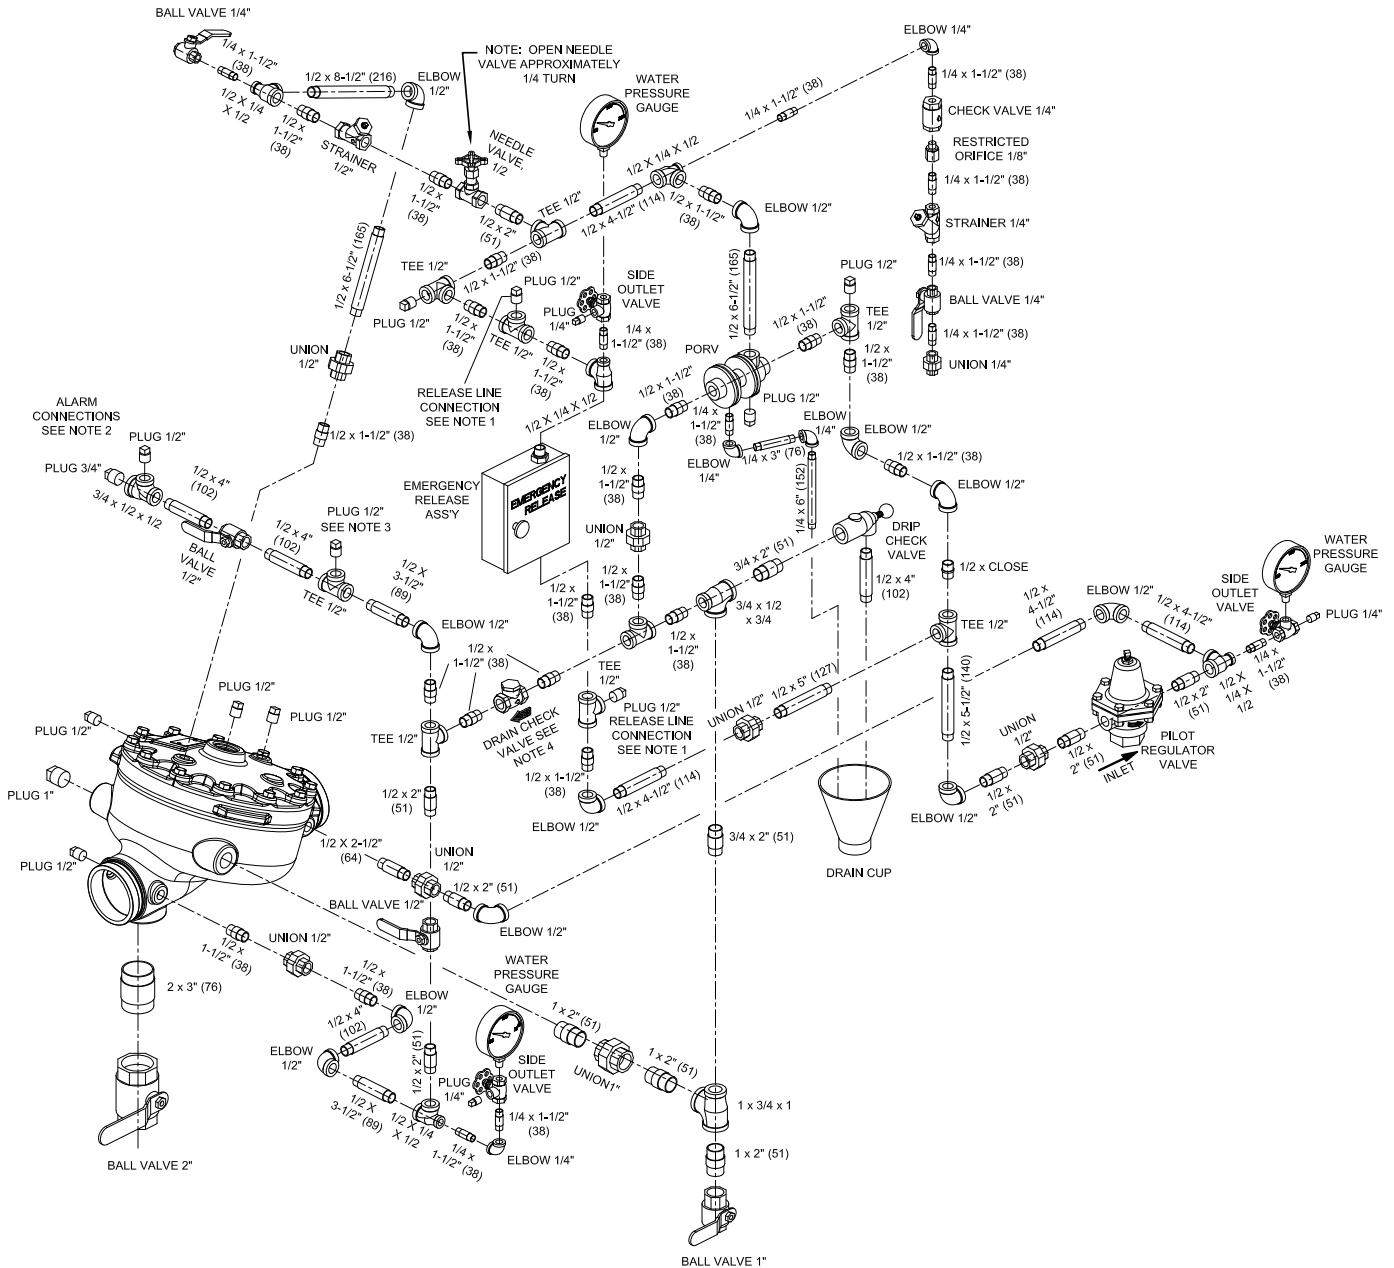 BALL VALVE 1/4"
1/4 x 1-1/2"
(38)
1/2 X 1/4
X 1/2
1/2 x 8-1/2" (216)
ELBOW
1/2"
1/2 x
1-1/2"
(38)
STRAINER
1/2"
NOTE: OPEN NEEDLE
VALVE APPROXIMATELY
1/4 TURN
NEEDLE
VALVE,
1/2
1/2 x
1-1/2"
(38)
1/2 x 2"
(51)
WATER
PRESSURE
GAUGE
TEE 1/2"
1/2 x 4-1/2" (114)
1/2 X 1/4 X 1/2
1/4 x 1-1/2" (38)
1/2 x 1-1/2"
(38)
ELBOW 1/2"
ELBOW 1/4"
1/4 x 1-1/2" (38)
CHECK VALVE 1/4"
RESTRICTED
ORIFICE 1/8"
1/4 x 1-1/2" (38)
STRAINER 1/4"
1/4 x 1-1/2" (38)
BALL VALVE 1/4"
1/4 x 1-1/2" (38)
UNION 1/4"
1/2 x 6-1/2" (165)
UNION
1/2"
1/2 x 1-1/2" (38)
TEE 1/2"
1/2 x 1-1/2" (38)
PLUG 1/2"
PLUG 1/2"
1/2 x
1-1/2"
(38)
TEE 1/2"
1/2 x
1-1/2"
(38)
RELEASE LINE
CONNECTION
SEE NOTE 1
SIDE
OUTLET
VALVE
PLUG
1/4"
1/4 x
1-1/2" (38)
1/2 X 1/4 X 1/2
1/2 x 6-1/2" (165)
PORV
1/2 x 1-1/2"
(38)
1/2 x 1-1/2"
(38)
PLUG 1/2"
TEE
1/2"
1/2 x
1-1/2"
(38)
PLUG 1/2"
1/4 x
1-1/2"
(38)
ELBOW
1/4"
1/4 x 3" (76)
ELBOW
1/4"
1/4 x 6" (152)
ELBOW 1/2"
1/2 x 1-1/2" (38)
ELBOW 1/2"
ELBOW
1/2"
1/2 x
1-1/2"
(38)
UNION
1/2"
1/2 x
1-1/2"
(38)
ALARM
CONNECTIONS
SEE NOTE 2
PLUG 1/2"
PLUG 3/4"
3/4 x 1/2 x 1/2
1/2 x 4"
(102)
BALL
VALVE
1/2"
1/2 x 4"
(102)
PLUG 1/2"
SEE NOTE 3
TEE 1/2"
1/2 X
3-1/2"
(89)
ELBOW 1/2"
EMERGENCY
RELEASE
ASS'Y
EMERGENCY
RELEASE
1/2 x
1-1/2"
(38)
1/2 x
1-1/2" (38)
3/4 x 2" (51)
DRIP
CHECK
VALVE
1/2 x 4"
(102)
3/4 x 1/2
x 3/4
1/2 x
1-1/2"
(38)
1/2 x CLOSE
TEE 1/2"
1/2 x
4-1/2"
(114)
ELBOW 1/2"
1/2 x 4-1/2"
(114)
SIDE
OUTLET
VALVE
WATER
PRESSURE
GAUGE
PLUG 1/4"
1/4 x
1-1/2"
(38)
1/2 X
1/4 X
1/2
1/2 x 2"
(51)
PILOT
REGULATOR
VALVE
INLET
1/2 x
2" (51)
UNION
1/2"
1/2 x
2" (51)
ELBOW 1/2"
1/2 x 5-1/2" (140)
TEE
1/2"
PLUG 1/2"
RELEASE LINE
CONNECTION
SEE NOTE 1
UNION 1/2"
1/2 x 5" (127)
TEE 1/2"
DRAIN CHECK
VALVE SEE
NOTE 4
1/2 x 1-1/2"
(38)
ELBOW 1/2"
1/2 x 4-1/2" (114)
DRAIN CUP
PLUG 1/2"
PLUG 1/2"
PLUG 1/2"
PLUG 1"
PLUG 1/2"
1/2 x 2"
(51)
1/2 X 2-1/2"
(64)
UNION
1/2"
1/2 x 2" (51)
BALL VALVE 1/2"
ELBOW 1/2"
3/4 x 2" (51)
1/2 x
1-1/2" (38)
UNION 1/2"
1/2 x
1-1/2" (38)
ELBOW
1/2"
1/2 x 4"
(102)
ELBOW
1/2"
1/2 X
3-1/2" (89)
1/2 x 2" (51)
1/2 X 1/4
X 1/2
1/4 x
1-1/2" (38)
ELBOW 1/4"
1/4 x 1-1/2"
(38)
PLUG
1/4"
SIDE
OUTLET
VALVE
WATER
PRESSURE
GAUGE
2 x 3" (76)
BALL VALVE 2"
1 x 2" (51)
UNION1"
1 x 2" (51)
1 x 3/4 x 1
1 x 2" (51)
BALL VALVE 1"